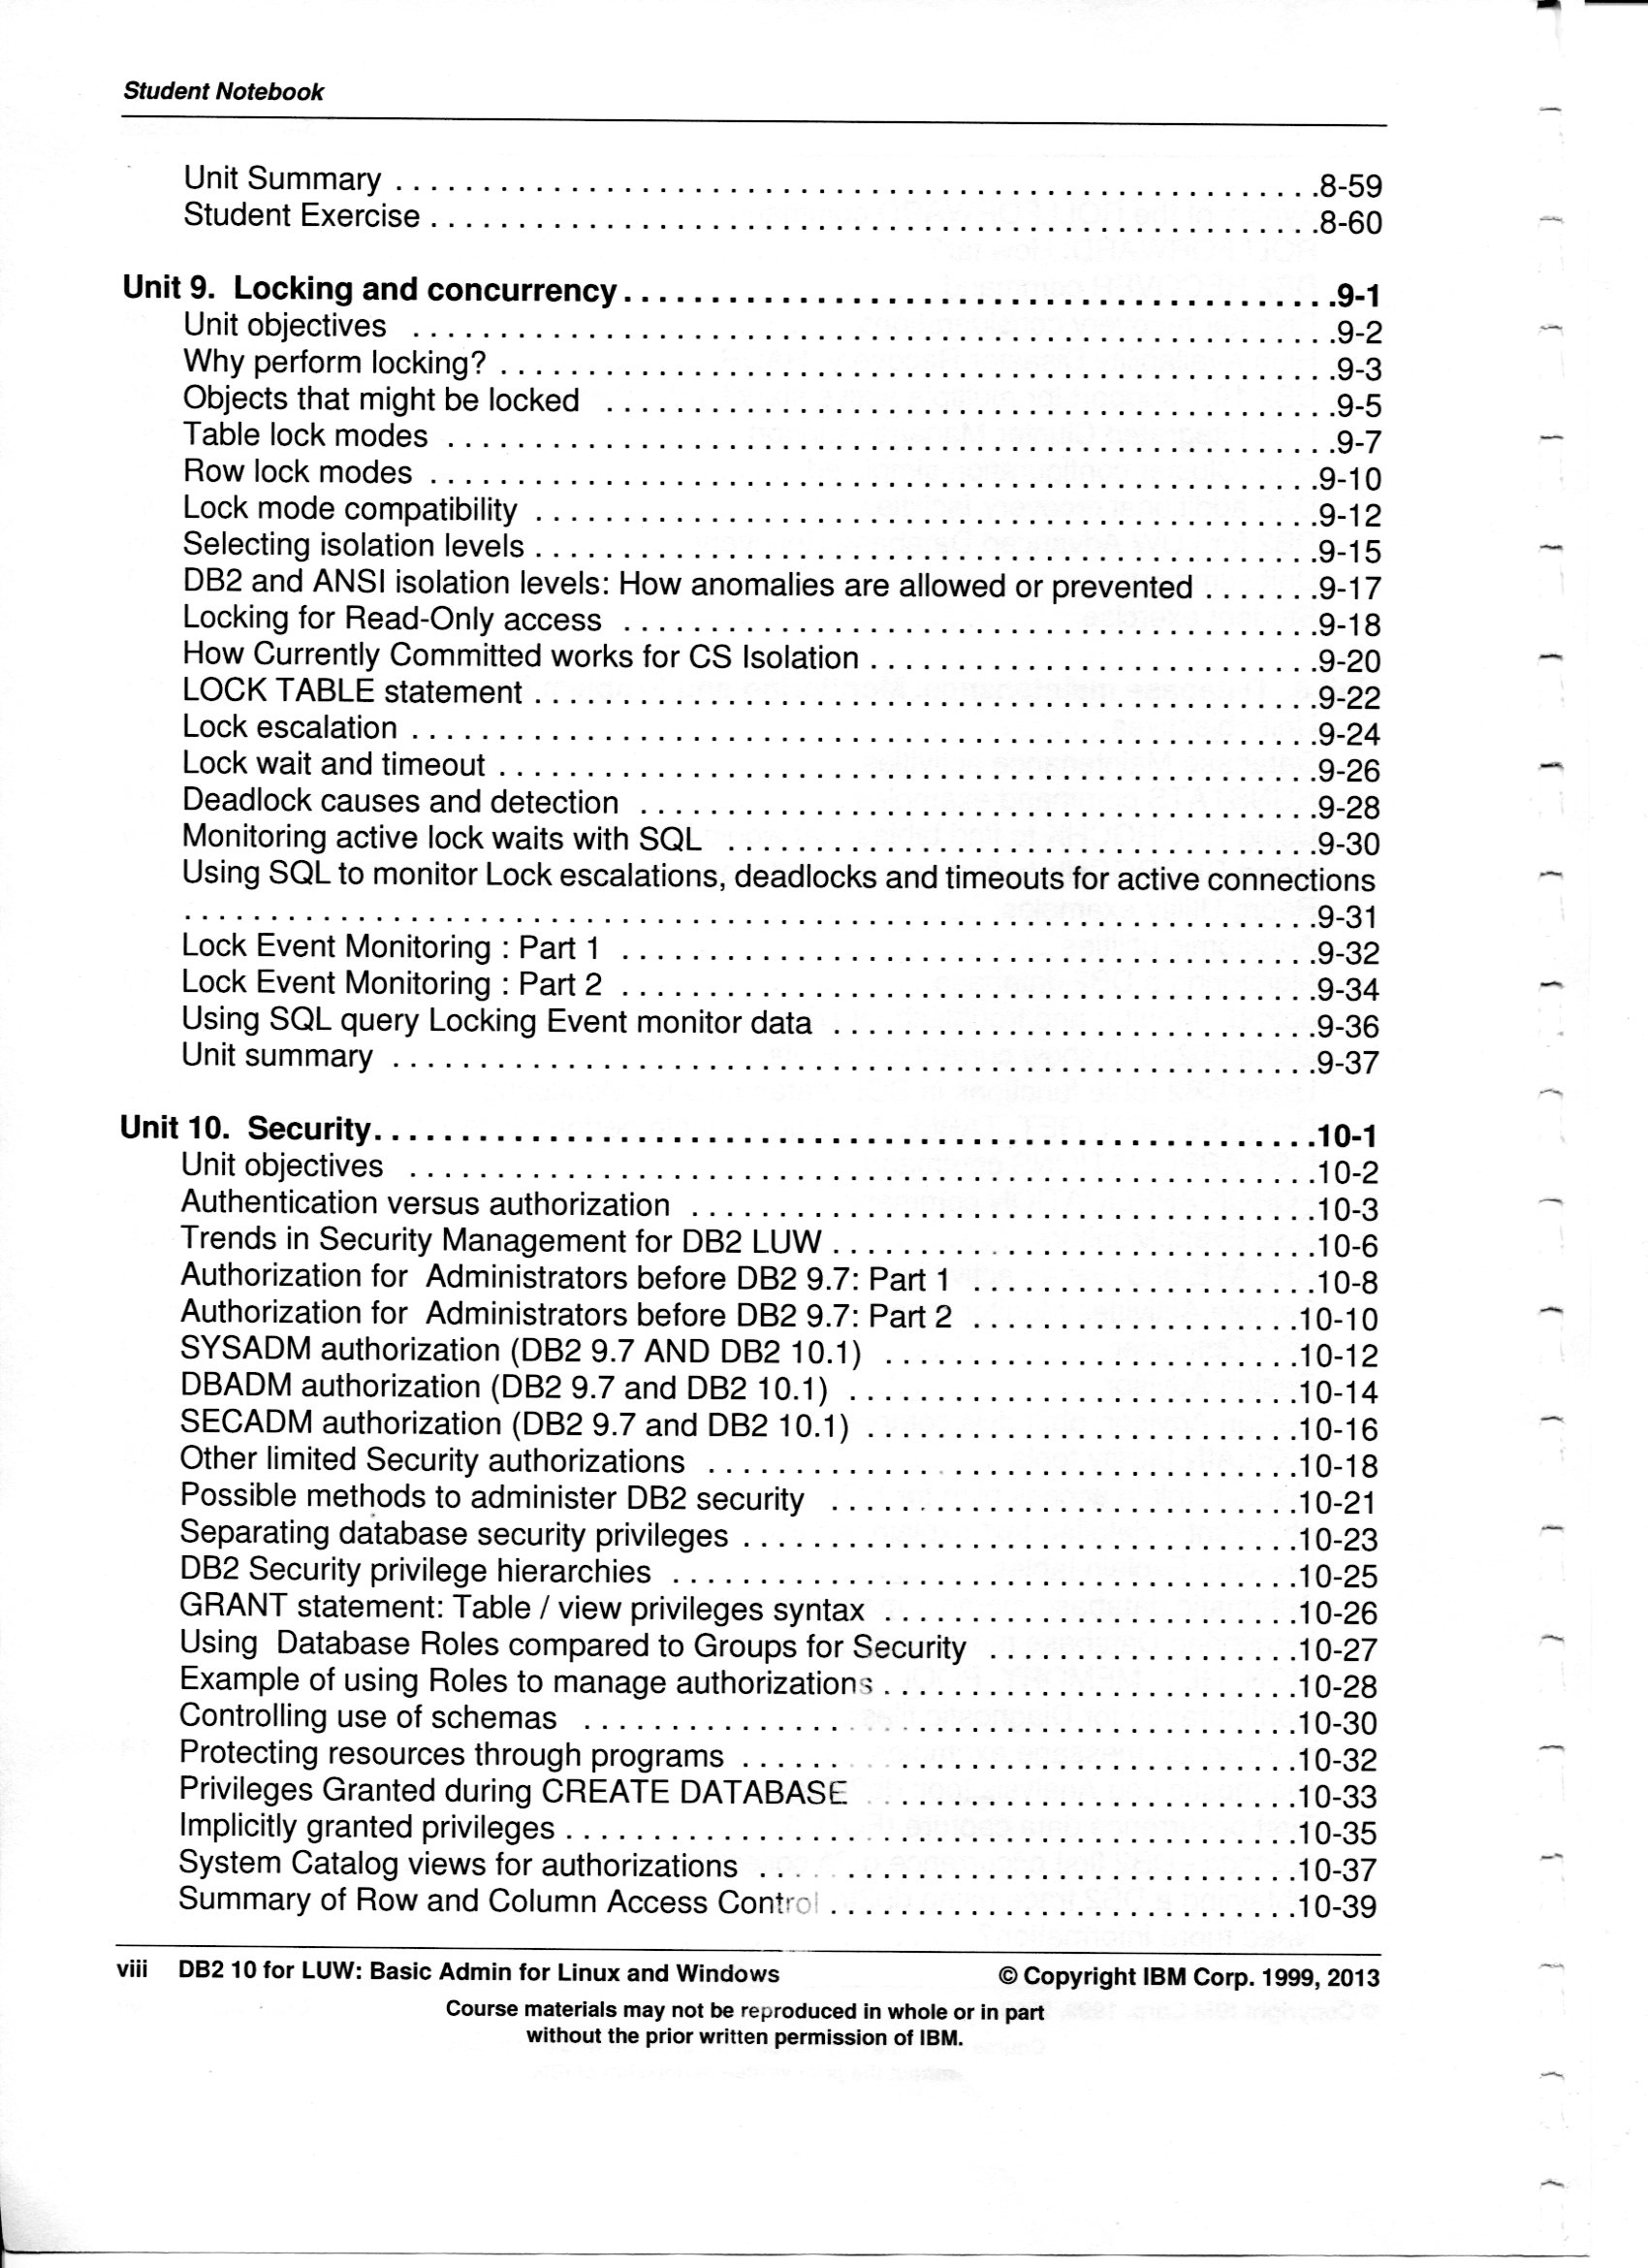 Student Notebook
Unit Summary . . . . . . . . . . . . . . . . . . . . . . . . . . . . . . . . . . . . . . . . . . . . . . . . . . . . . .8-59
Student Exercise . . . . . . . . . . . . . . . . . . . . . . . . . . . . . . . . . . . . . . . . . . . . . . . . . . . .8-60
Unit 9. Locking and concurrency. . . . . . . . . . . . . . . . . . . . . . . . . . . . . . . . . . . . . . . . .9-1
Unit objectives . . . . . . . . . . . . . . . . . . . . . . . . . . . . . . . . . . . . . . . . . . . . . . . . . . . . . .9-2
Why perform locking? . . . . . . . . . . . . . . . . . . . . . . . . . . . . . . . . . . . . . . . . . . . . . . . . .9-3
Objects that might be locked . . . . . . . . . . . . . . . . . . . . . . . . . . . . . . . . . . . . . . . . . . .9-5
Table lock modes . . . . . . . . . . . . . . . . . . . . . . . . . . . . . . . . . . . . . . . . . . . . . . . . . . . .9-7
Row lock modes . . . . . . . . . . . . . . . . . . . . . . . . . . . . . . . . . . . . . . . . . . . . . . . . . . . .9-10
Lock mode compatibility . . . . . . . . . . . . . . . . . . . . . . . . . . . . . . . . . . . . . . . . . . . . . .9-12
Selecting isolation levels . . . . . . . . . . . . . . . . . . . . . . . . . . . . . . . . . . . . . . . . . . . . . .9-15
DB2 and ANSI isolation levels: How anomalies are allowed or prevented . . . . . . .9-17
Locking for Read-Only access . . . . . . . . . . . . . . . . . . . . . . . . . . . . . . . . . . . . . . . . .9-18
How Currently Committed works for CS Isolation . . . . . . . . . . . . . . . . . . . . . . . . . .9-20
LOCK TABLE statement . . . . . . . . . . . . . . . . . . . . . . . . . . . . . . . . . . . . . . . . . . . . . .9-22
Lock escalation . . . . . . . . . . . . . . . . . . . . . . . . . . . . . . . . . . . . . . . . . . . . . . . . . . . . .9-24
Lock wait and timeout . . . . . . . . . . . . . . . . . . . . . . . . . . . . . . . . . . . . . . . . . . . . . . . .9-26
Deadlock causes and detection . . . . . . . . . . . . . . . . . . . . . . . . . . . . . . . . . . . . . . . .9-28
Monitoring active lock waits with SQL . . . . . . . . . . . . . . . . . . . . . . . . . . . . . . . . . . .9-30
Using SQL to monitor Lock escalations, deadlocks and timeouts for active connections
. . . . . . . . . . . . . . . . . . . . . . . . . . . . . . . . . . . . . . . . . . . . . . . . . . . . . . . . . . . . . . . . . .9-31
Lock Event Monitoring : Part 1 . . . . . . . . . . . . . . . . . . . . . . . . . . . . . . . . . . . . . . . . .9-32
Lock Event Monitoring : Part 2 . . . . . . . . . . . . . . . . . . . . . . . . . . . . . . . . . . . . . . . . .9-34
Using SQL query Locking Event monitor data . . . . . . . . . . . . . . . . . . . . . . . . . . . . .9-36
Unit summary . . . . . . . . . . . . . . . . . . . . . . . . . . . . . . . . . . . . . . . . . . . . . . . . . . . . . .9-37
Unit 10. Security. . . . . . . . . . . . . . . . . . . . . . . . . . . . . . . . . . . . . . . . . . . . . . . . . . . . . .10-1
Unit objectives . . . . . . . . . . . . . . . . . . . . . . . . . . . . . . . . . . . . . . . . . . . . . . . . . . . . .10-2
Authentication versus authorization . . . . . . . . . . . . . . . . . . . . . . . . . . . . . . . . . . . . .10-3
Trends in Security Management for DB2 LUW . . . . . . . . . . . . . . . . . . . . . . . . . . . . .10-6
Authorization for Administrators before DB2 9.7: Part 1 . . . . . . . . . . . . . . . . . . . .10-8
Authorization for Administrators before DB2 9.7: Part 2 . . . . . . . . . . . . . . . . . . .10-10
SYSADM authorization (DB2 9.7 AND DB2 10.1) . . . . . . . . . . . . . . . . . . . . . . . .10-12
DBADM authorization (DB2 9.7 and DB2 10.1) . . . . . . . . . . . . . . . . . . . . . . . . . .10-14
SECADM authorization (DB2 9.7 and DB2 10.1) . . . . . . . . . . . . . . . . . . . . . . . . .10-16
Other limited Security authorizations . . . . . . . . . . . . . . . . . . . . . . . . . . . . . . . . . .10-18
Possible methods to administer DB2 security . . . . . . . . . . . . . . . . . . . . . . . . . . .10-21
Separating database security privileges . . . . . . . . . . . . . . . . . . . . . . . . . . . . . . . .10-23
DB2 Security privilege hierarchies . . . . . . . . . . . . . . . . . . . . . . . . . . . . . . . . . . . .10-25
GRANT statement: Table / view privileges syntax . . . . . . . . . . . . . . . . . . . . . . . .10-26
Using Database Roles compared to Groups for Security . . . . . . . . . . . . . . . . . .10-27
Example of using Roles to manage authorizations . . . . . . . . . . . . . . . . . . . . . . . .10-28
Controlling use of schemas . . . . . . . . . . . . . . . . . . . . . . . . . . . . . . . . . . . . . . . . .10-30
Protecting resources through programs . . . . . . . . . . . . . . . . . . . . . . . . . . . . . . . .10-32
Privileges Granted during CREATE DATABASE . . . . . . . . . . . . . . . . . . . . . . . . .10-33
Implicitly granted privileges . . . . . . . . . . . . . . . . . . . . . . . . . . . . . . . . . . . . . . . . . .10-35
System Catalog views for authorizations . . . . . . . . . . . . . . . . . . . . . . . . . . . . . . .10-37
Summary of Row and Column Access Control . . . . . . . . . . . . . . . . . . . . . . . . . . .10-39
viii DB2 10 for LUW: Basic Admin for Linux and Windows © Copyright IBM Corp. 1999, 2013
Course materials may not be reproduced in whole or in part
without the prior written permission of IBM.